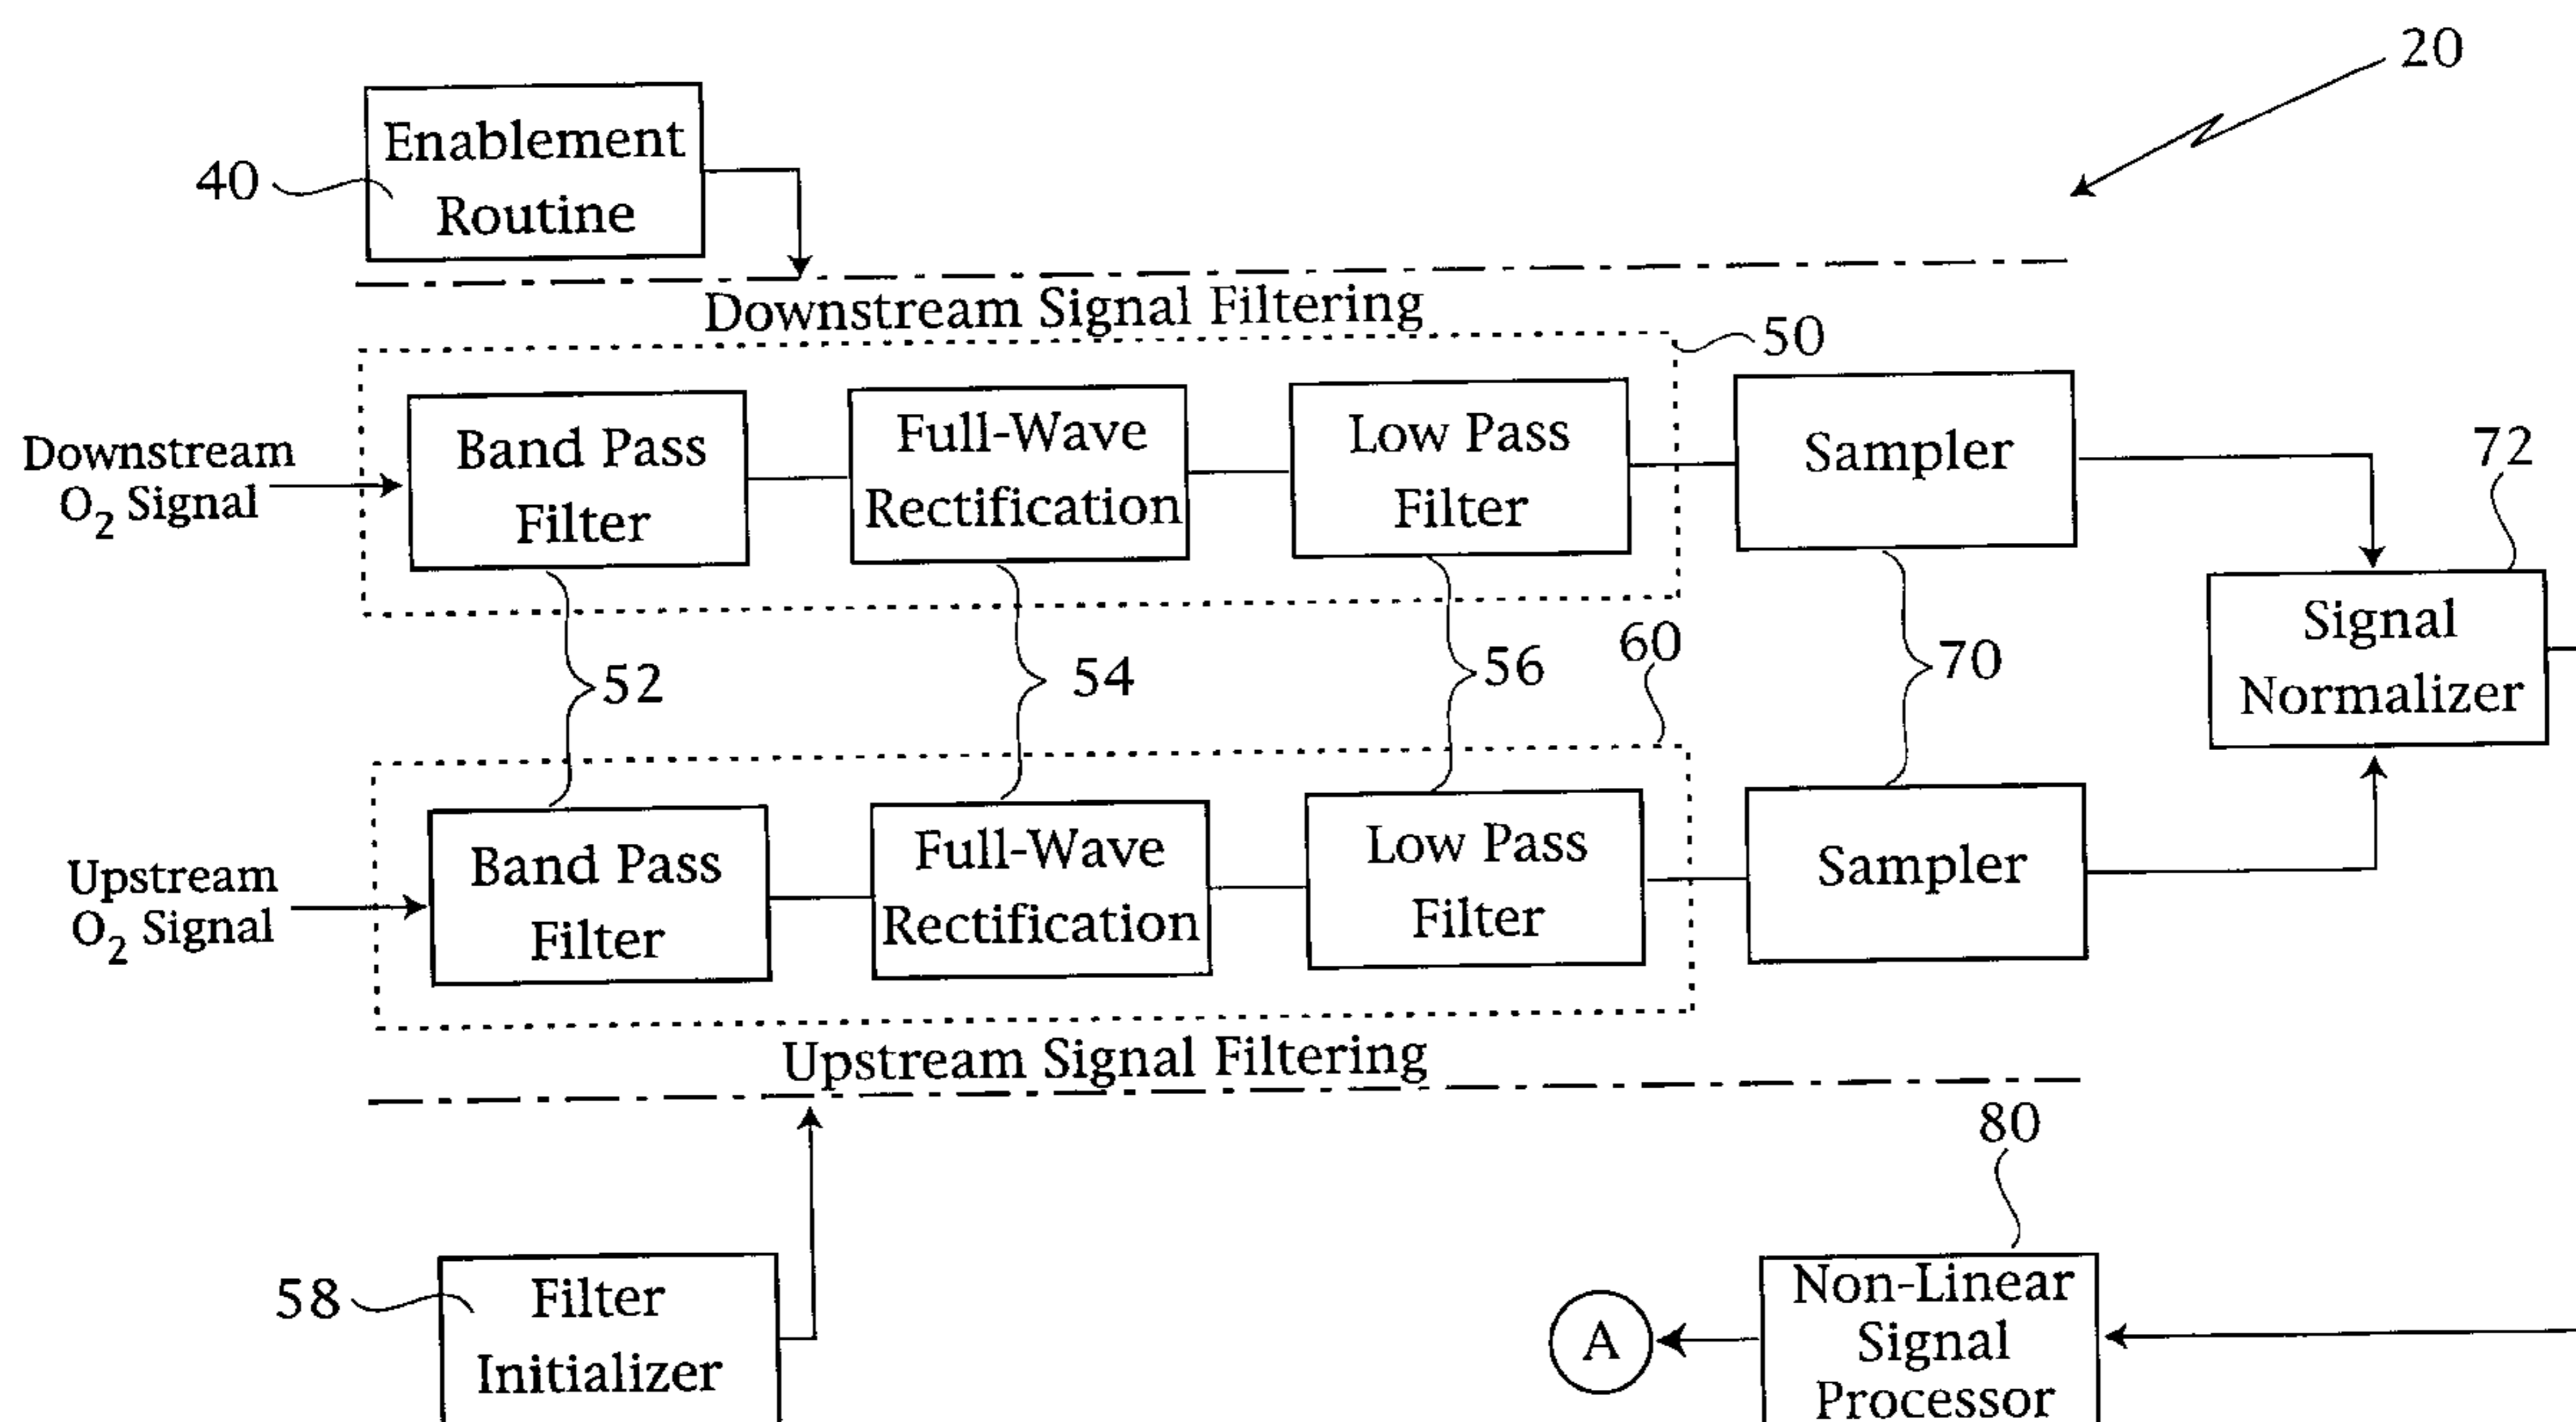 20
Enablement
Routine
40
Downstream Signal Filtering
50
Downstream
O₂ Signal
Band Pass
Filter
Full-Wave
Rectification
Low Pass
Filter
Sampler
72
Signal
Normalizer
52
54
56
60
70
Upstream
O₂ Signal
Band Pass
Filter
Full-Wave
Rectification
Low Pass
Filter
Sampler
Upstream Signal Filtering
80
58
Filter
Initializer
A
Non-Linear
Signal
Processor